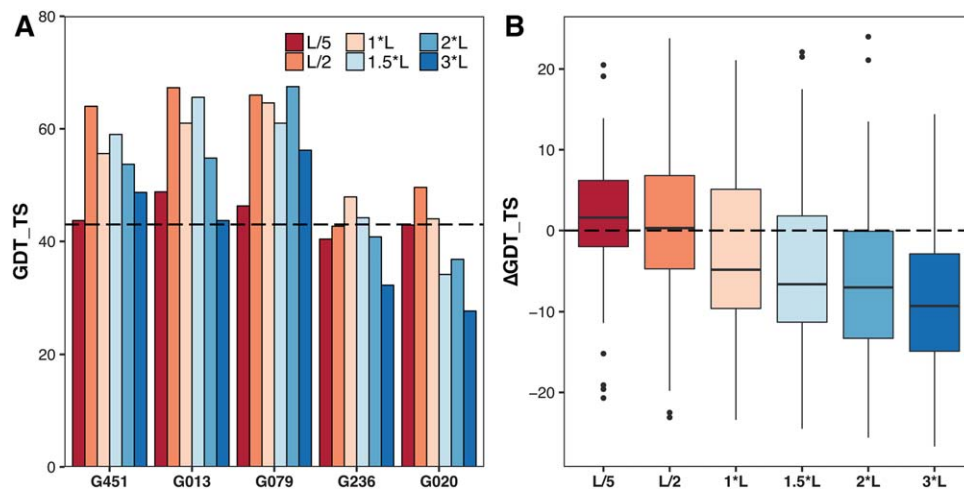 A
GDT_TS
80
60
40
20
0
L/5 1*L 2*L
L/2 1.5*L 3*L
G451 G013 G079 G236 G020
B
ΔGDT_TS
20
10
0
−10
−20
L/5 L/2 1*L 1.5*L 2*L 3*L